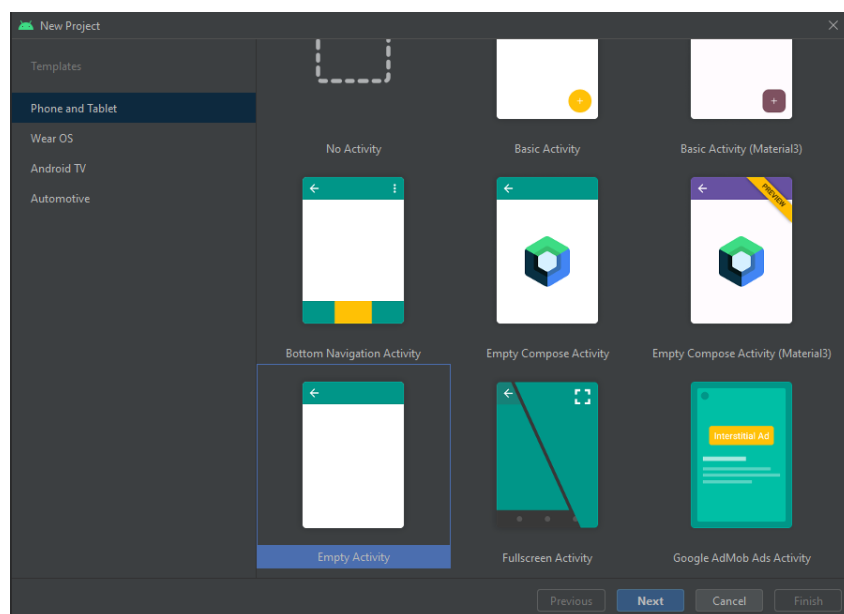 New Project
Templates
Phone and Tablet
Wear OS
Android TV
Automotive
No Activity
Basic Activity
Basic Activity (Material3)
PREVIEW
Bottom Navigation Activity
Empty Compose Activity
Empty Compose Activity (Material3)
Interstitial Ad
Empty Activity
Fullscreen Activity
Google AdMob Ads Activity
Previous
Next
Cancel
Finish